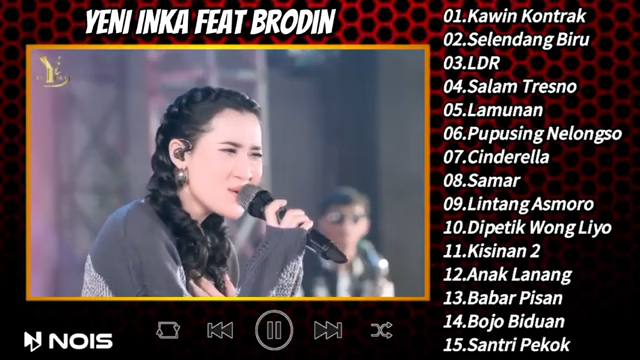 YENI INKA FEAT BRODIN
Yi
01.Kawin Kontrak
02.Selendang Biru
03.LDR
04.Salam Tresno
05.Lamunan
06.Pupusing Nelongso
07.Cinderella
08.Samar
09.Lintang Asmoro
10.Dipetik Wong Liyo
11.Kisinan 2
12.Anak Lanang
13.Babar Pisan
14.Bojo Biduan
15.Santri Pekok
NOIS